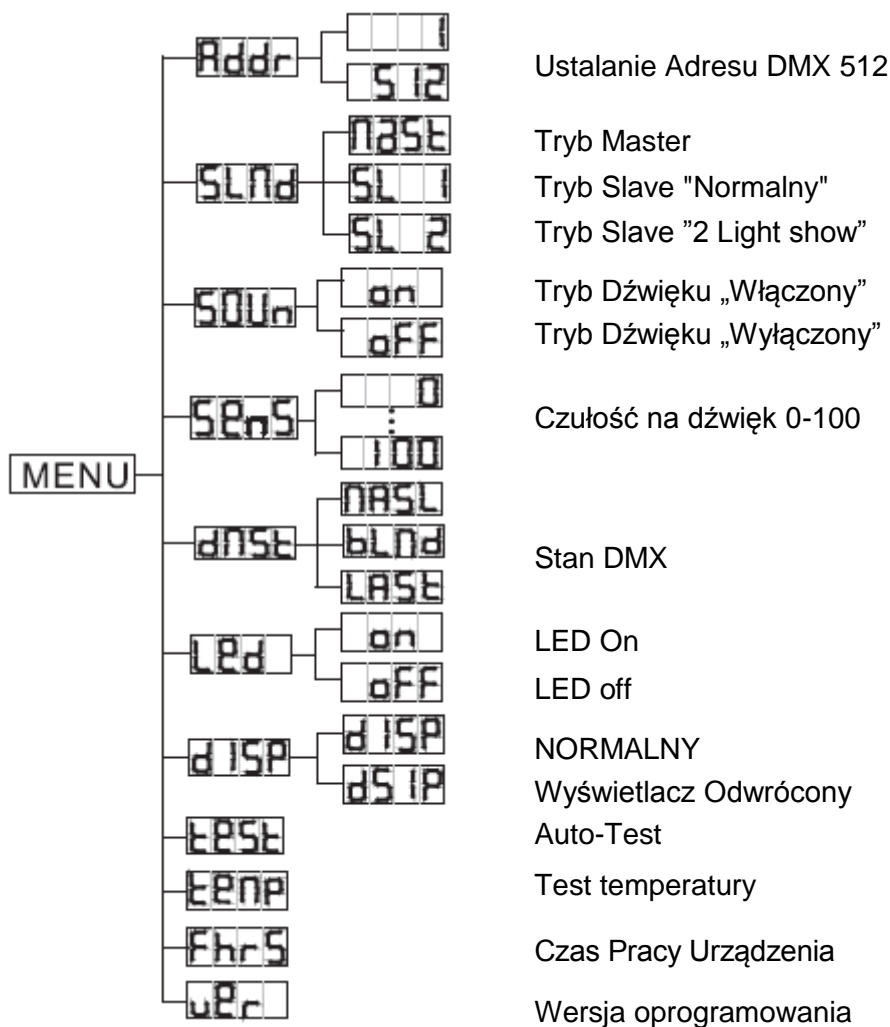 Addr 1
512 Ustalanie Adresu DMX 512
SLMd MaSt Tryb Master
SL 1 Tryb Slave "Normalny"
SL 2 Tryb Slave ”2 Light show”
SOUn on Tryb Dźwięku „Włączony”
oFF Tryb Dźwięku „Wyłączony”
SenS 0
100 Czułość na dźwięk 0-100
MENU
dMSt MASL
bLMd Stan DMX
LASt
Led on LED On
oFF LED off
dISP dISP NORMALNY
dSIP Wyświetlacz Odwrócony
teSt Auto-Test
temp Test temperatury
FhrS Czas Pracy Urządzenia
ver Wersja oprogramowania